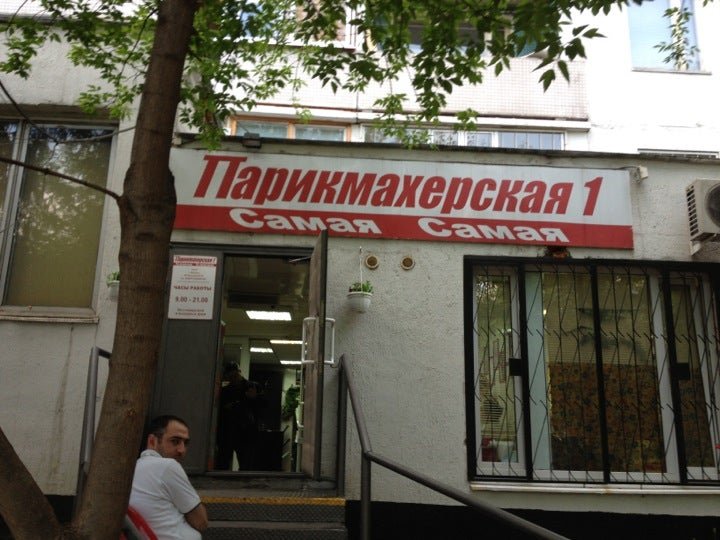 Парикмахерская 1
Самая Самая
Парикмахерская 1
ЧАСЫ РАБОТЫ
9.00 - 21.00